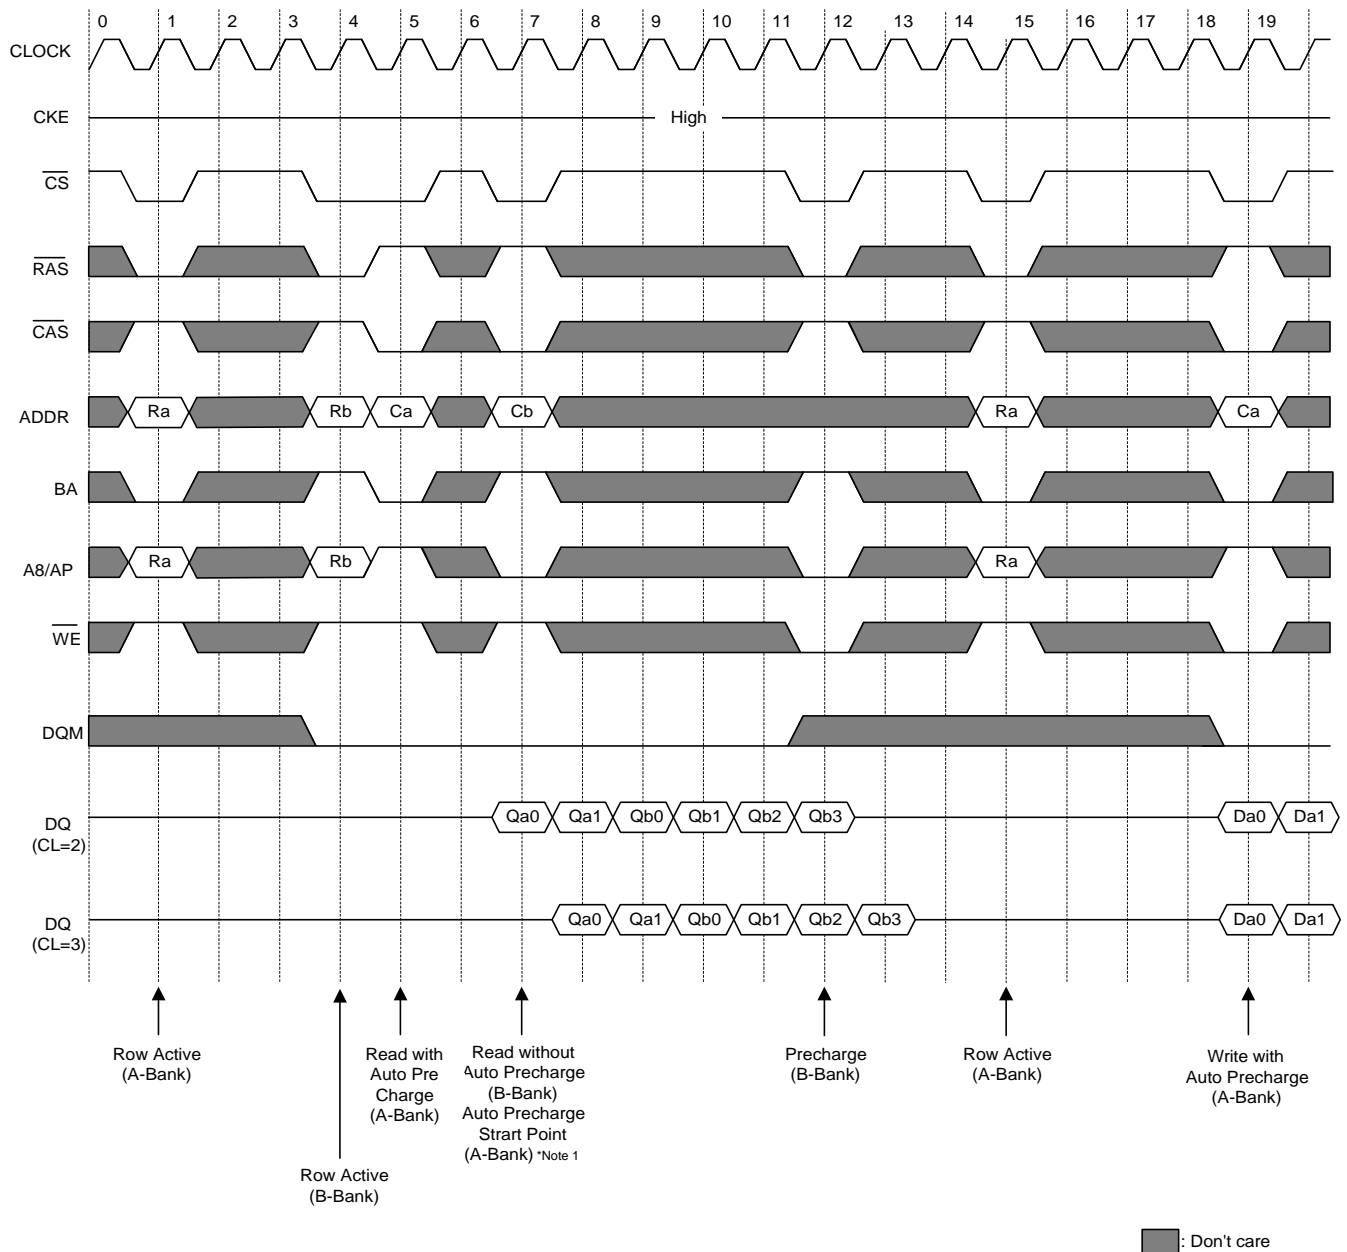 0 1 2 3 4 5 6 7 8 9 10 11 12 13 14 15 16 17 18 19
CLOCK
CKE
High
CS
RAS
CAS
ADDR
Ra Rb Ca Cb Ra Ca
BA
A8/AP
Ra Rb Ra
WE
DQM
DQ
(CL=2)
Qa0 Qa1 Qb0 Qb1 Qb2 Qb3 Da0 Da1
DQ
(CL=3)
Qa0 Qa1 Qb0 Qb1 Qb2 Qb3 Da0 Da1
Row Active
(A-Bank)
Row Active
(B-Bank)
Read with
Auto Pre
Charge
(A-Bank)
Read without
Auto Precharge
(B-Bank)
Auto Precharge
Strart Point
(A-Bank) *Note 1
Precharge
(B-Bank)
Row Active
(A-Bank)
Write with
Auto Precharge
(A-Bank)
: Don't care